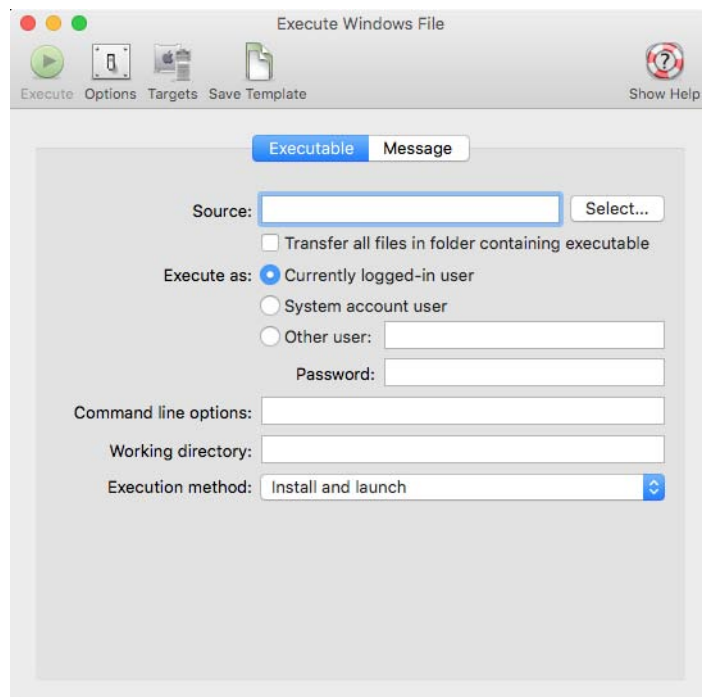 Execute Windows File
Execute Options Targets Save Template Show Help
Executable Message
Source: Select...
Transfer all files in folder containing executable
Execute as: Currently logged-in user
System account user
Other user:
Password:
Command line options:
Working directory:
Execution method: Install and launch